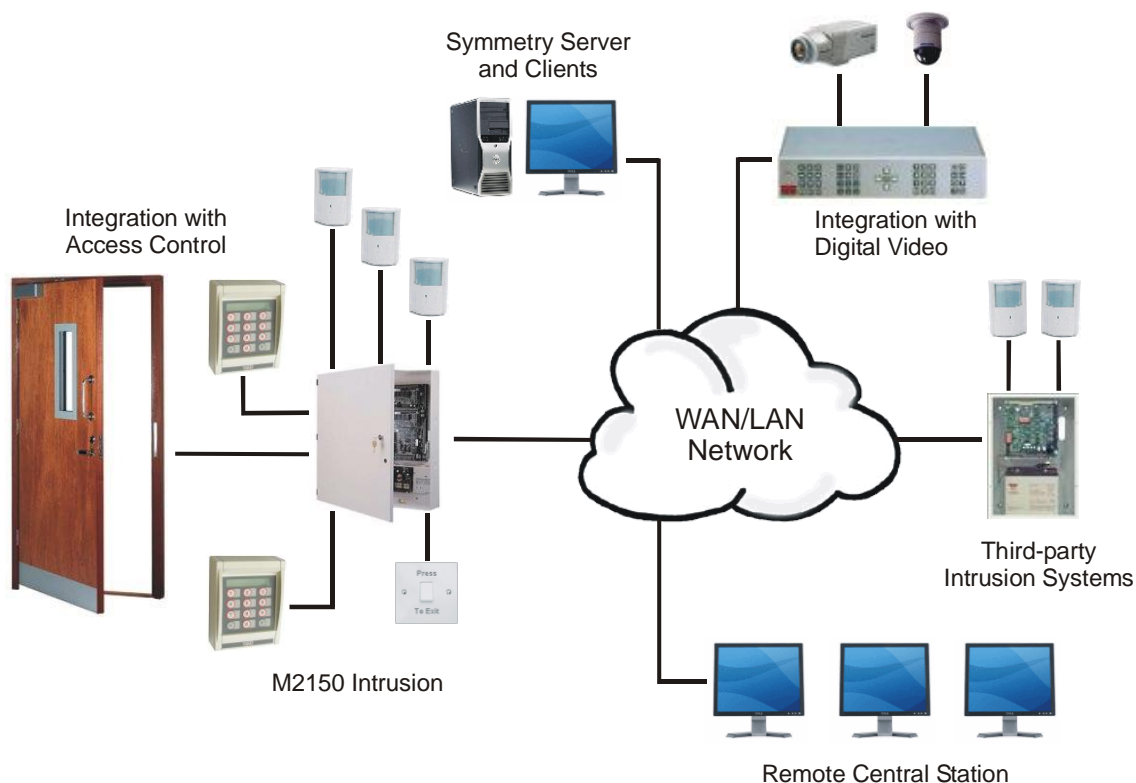 Symmetry Server
and Clients
Integration with
Access Control
Integration with
Digital Video
WAN/LAN
Network
Third-party
Intrusion Systems
Press
To Exit
M2150 Intrusion
Remote Central Station